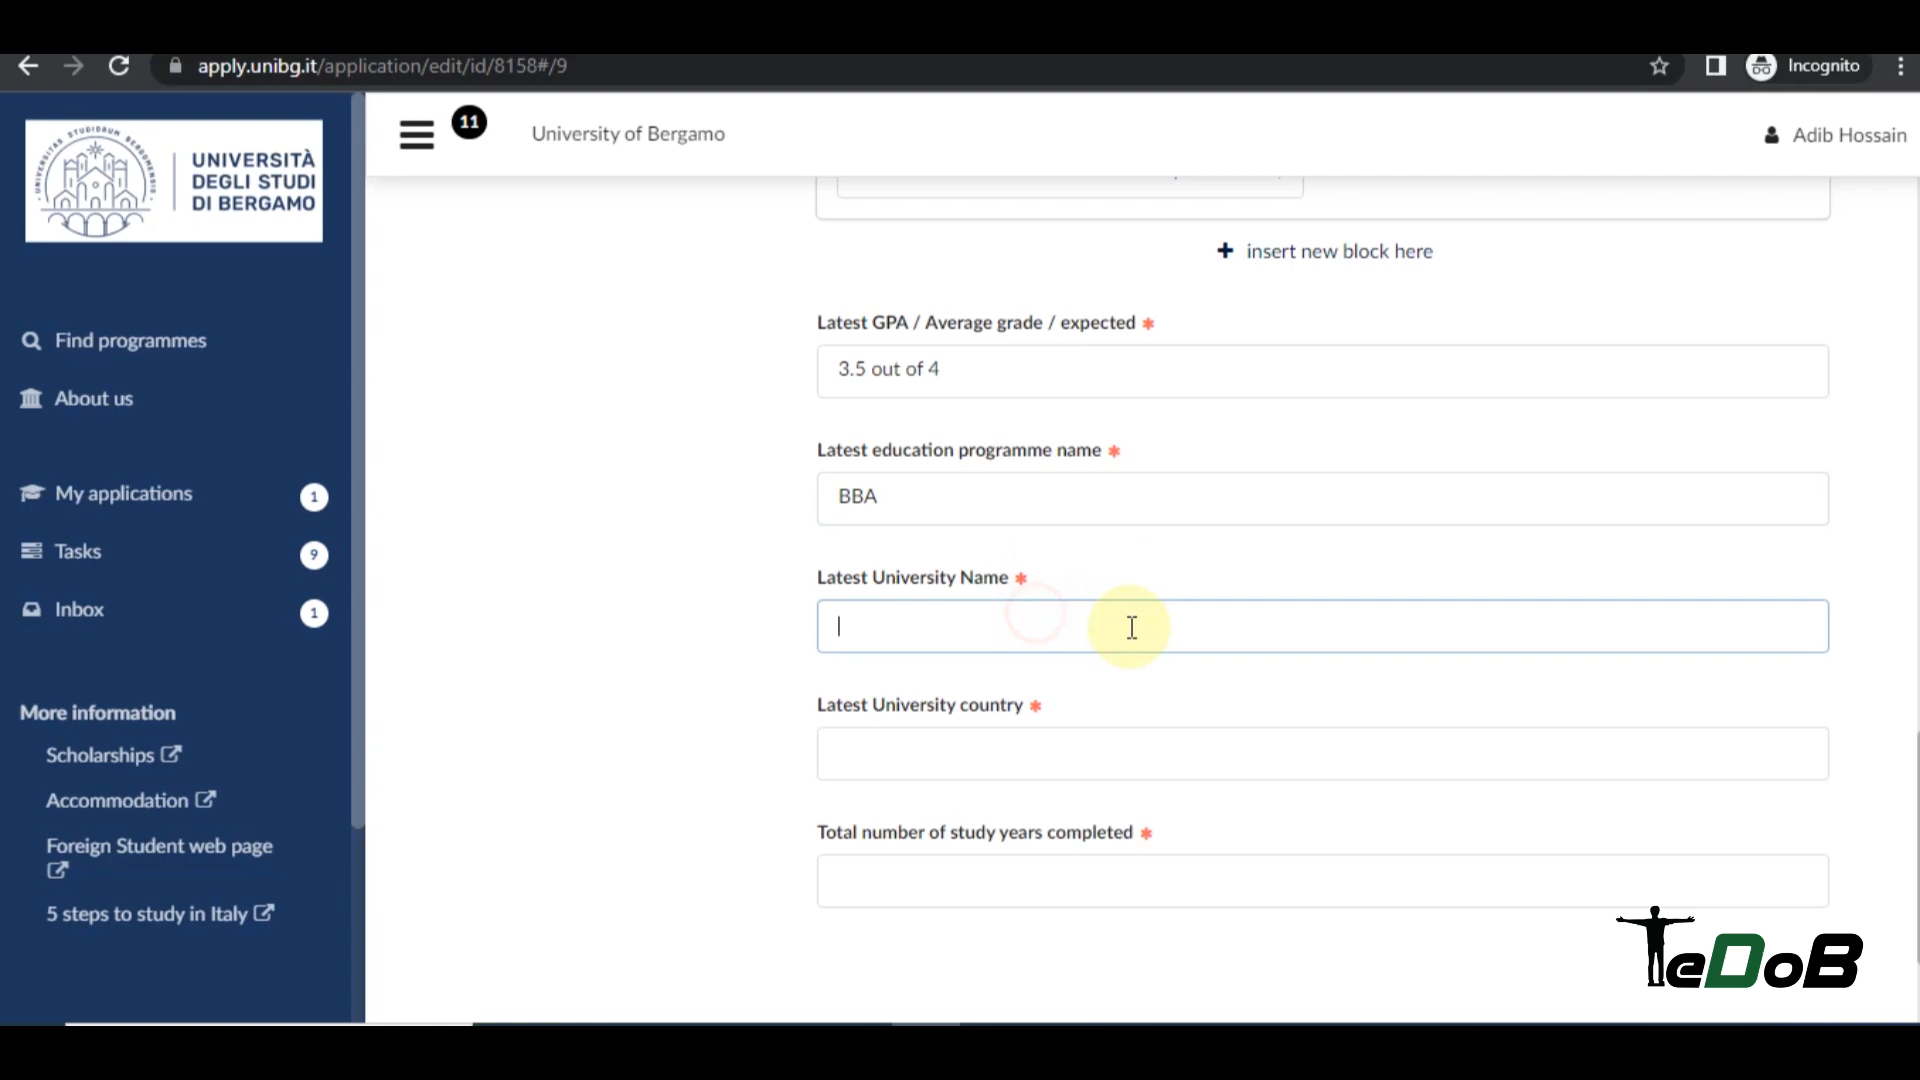 apply.unibg.it/application/edit/id/8158#/9
Incognito
STUDIORUM
UNIVERSITÀ
DEGLI STUDI
DI BERGAMO
11
University of Bergamo
Adib Hossain
insert new block here
Find programmes
About us
My applications
1
Tasks
9
Inbox
1
More information
Scholarships
Accommodation
Foreign Student web page
5 steps to study in Italy
Latest GPA / Average grade / expected *
3.5 out of 4
Latest education programme name *
BBA
Latest University Name *
Latest University country *
Total number of study years completed *
TeDoB